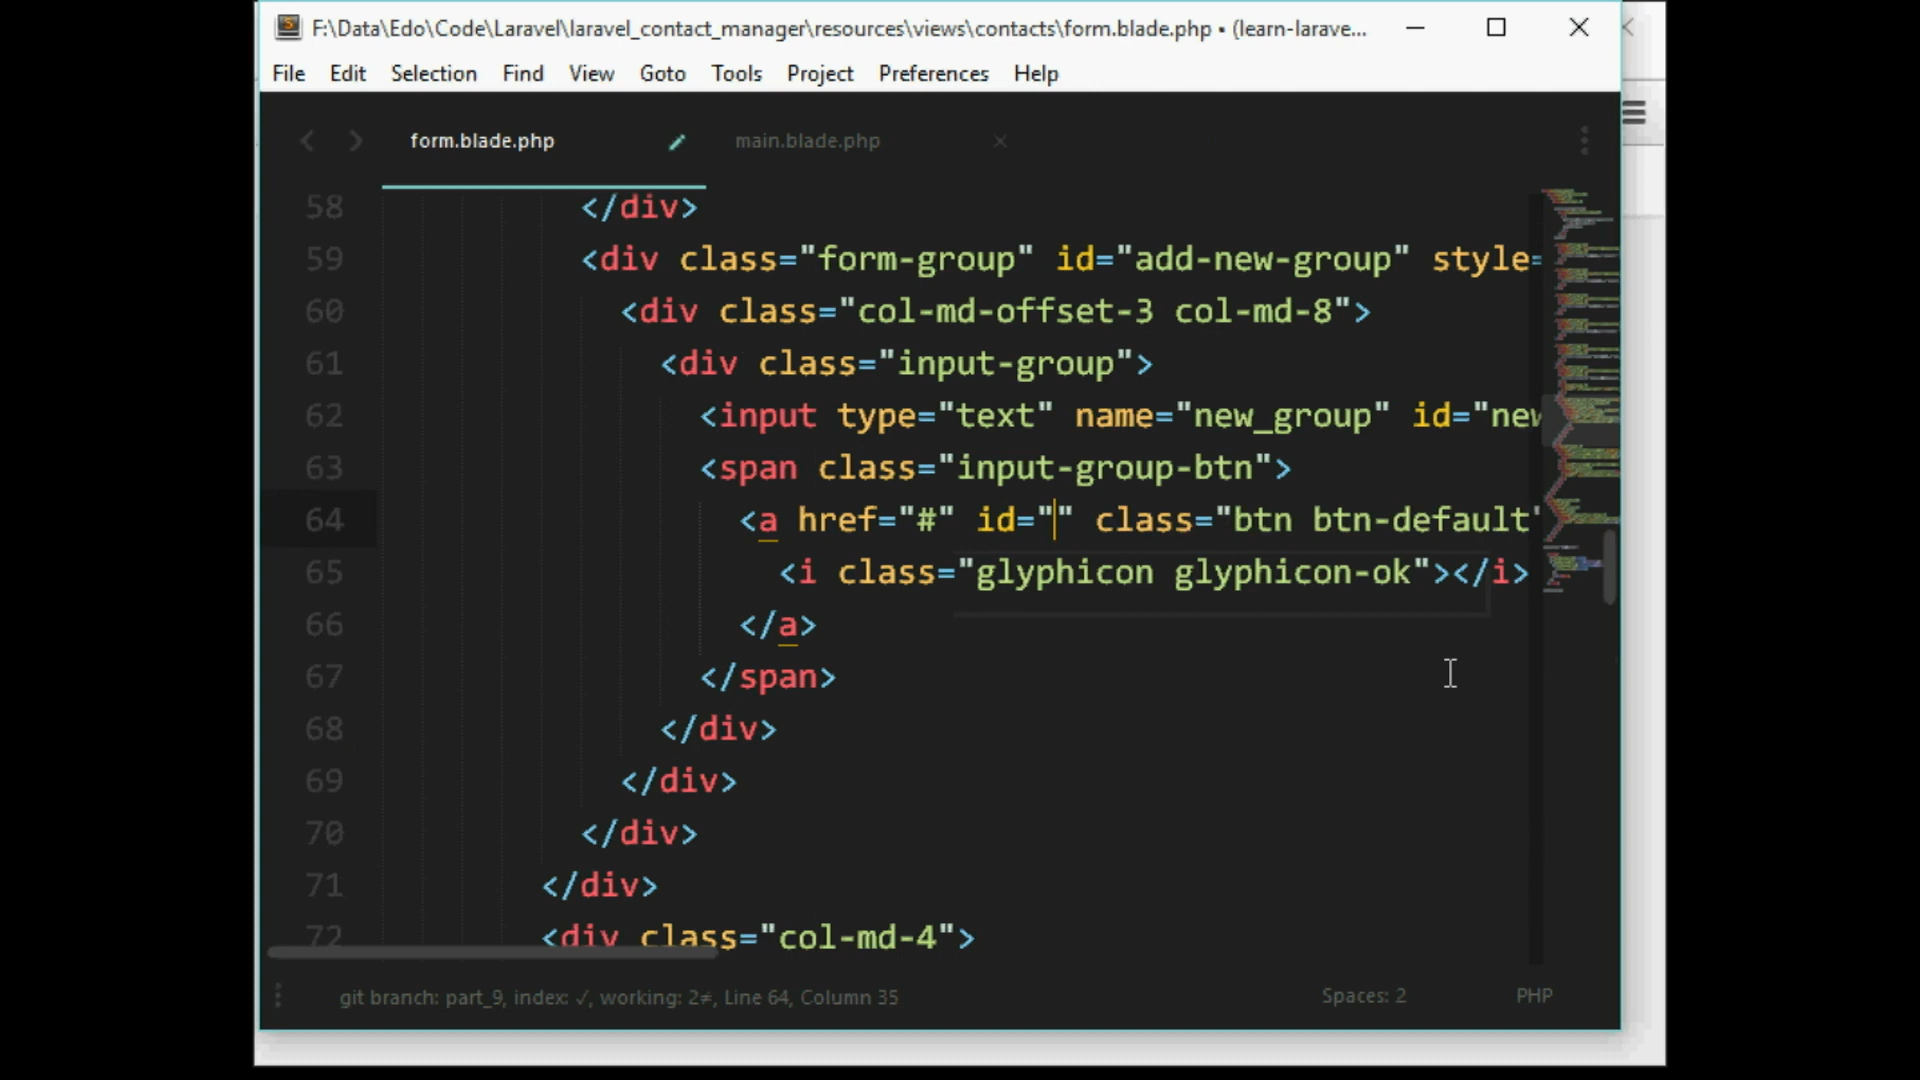 F:\Data\Edo\Code\Laravel\laravel_contact_manager\resources\views\contacts\form.blade.php • (learn-larave...
File Edit Selection Find View Goto Tools Project Preferences Help
form.blade.php main.blade.php
58 </div>
59 <div class="form-group" id="add-new-group" style=
60 <div class="col-md-offset-3 col-md-8">
61 <div class="input-group">
62 <input type="text" name="new_group" id="new
63 <span class="input-group-btn">
64 <a href="#" id="" class="btn btn-default"
65 <i class="glyphicon glyphicon-ok"></i>
66 </a>
67 </span>
68 </div>
69 </div>
70 </div>
71 </div>
72 <div class="col-md-4">
git branch: part_9, index: ✓, working: 2≠, Line 64, Column 35 Spaces: 2 PHP